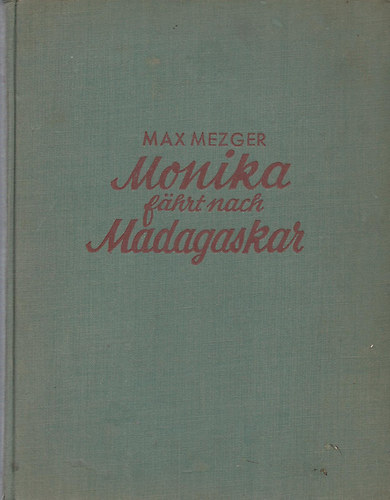 MAX MEZGER
Monika
fährt nach
Madagaskar